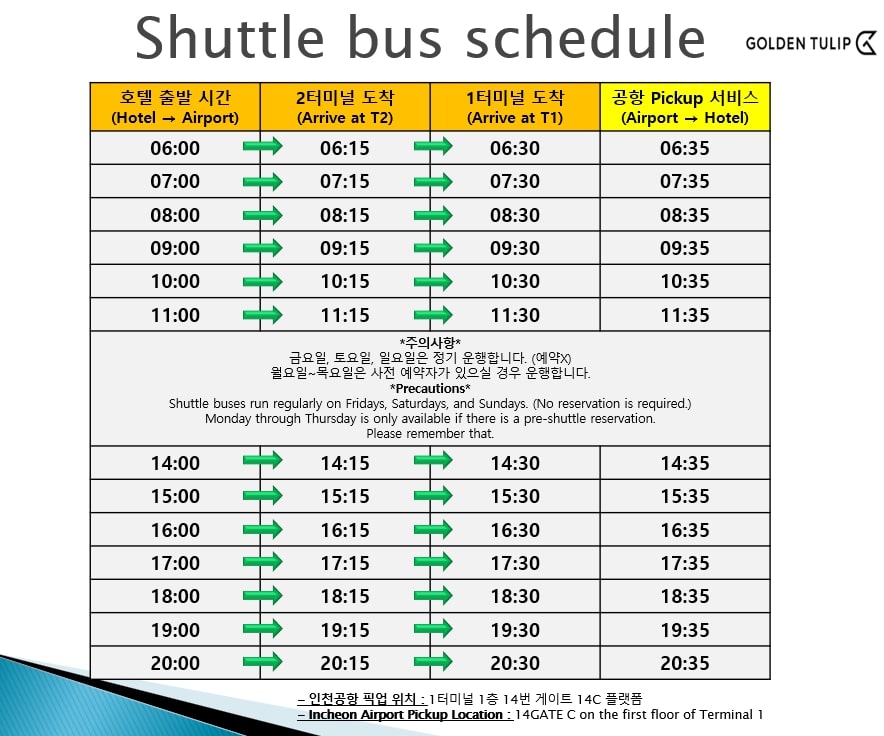 Shuttle bus schedule
GOLDEN TULIP
호텔 출발 시간 2터미널 도착 1터미널 도착 공항 Pickup 서비스
(Hotel → Airport) (Arrive at T2) (Arrive at T1) (Airport → Hotel)
06:00 06:15 06:30 06:35
07:00 07:15 07:30 07:35
08:00 08:15 08:30 08:35
09:00 09:15 09:30 09:35
10:00 10:15 10:30 10:35
11:00 11:15 11:30 11:35
*주의사항*
금요일, 토요일, 일요일은 정기 운행합니다. (예약X)
월요일~목요일은 사전 예약자가 있으실 경우 운행합니다.
*Precautions*
Shuttle buses run regularly on Fridays, Saturdays, and Sundays. (No reservation is required.)
Monday through Thursday is only available if there is a pre-shuttle reservation.
Please remember that.
14:00 14:15 14:30 14:35
15:00 15:15 15:30 15:35
16:00 16:15 16:30 16:35
17:00 17:15 17:30 17:35
18:00 18:15 18:30 18:35
19:00 19:15 19:30 19:35
20:00 20:15 20:30 20:35
– 인천공항 픽업 위치 : 1터미널 1층 14번 게이트 14C 플랫폼
– Incheon Airport Pickup Location : 14GATE C on the first floor of Terminal 1